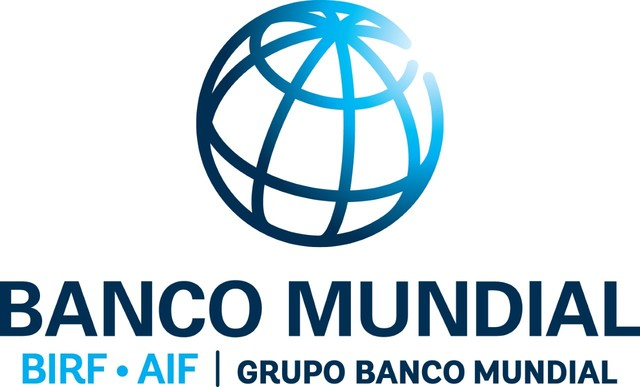 BANCO MUNDIAL
BIRF • AIF | GRUPO BANCO MUNDIAL